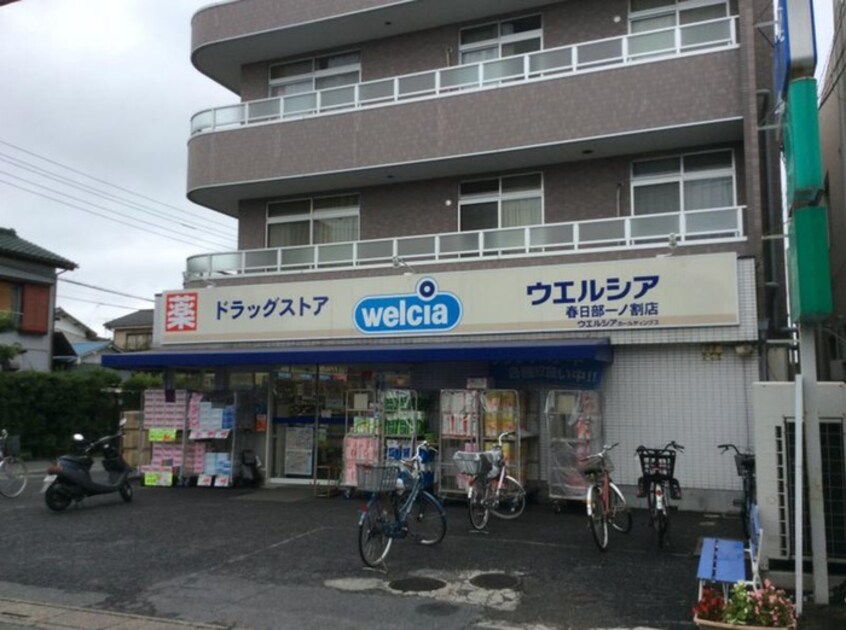 薬
ドラッグストア
welcia
ウエルシア
春日部一ノ割店
ウエルシアホールディングス